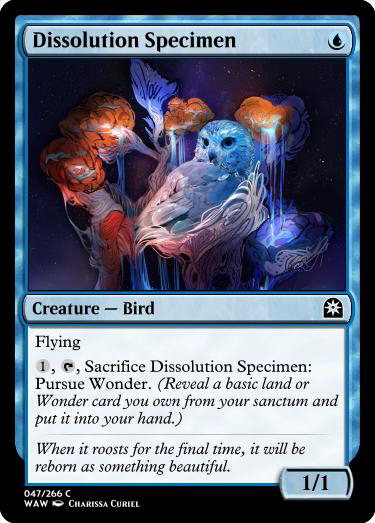 Dissolution Specimen
Creature — Bird
Flying
1, , Sacrifice Dissolution Specimen:
Pursue Wonder. (Reveal a basic land or
Wonder card you own from your sanctum and
put it into your hand.)
When it roosts for the final time, it will be
reborn as something beautiful.
1/1
047/266 C
WAW Charissa Curiel